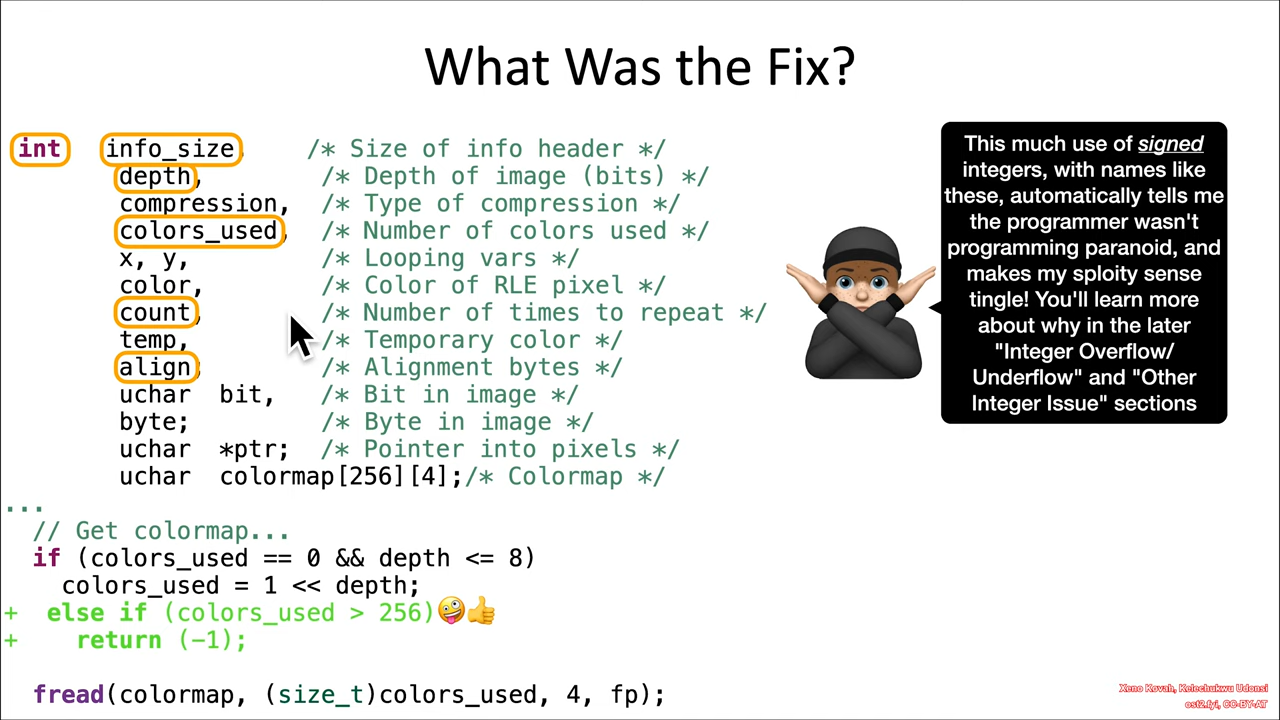 What Was the Fix?
int info_size, /* Size of info header */
depth, /* Depth of image (bits) */
compression, /* Type of compression */
colors_used, /* Number of colors used */
x, y, /* Looping vars */
color, /* Color of RLE pixel */
count, /* Number of times to repeat */
temp, /* Temporary color */
align; /* Alignment bytes */
uchar bit, /* Bit in image */
byte; /* Byte in image */
uchar *ptr; /* Pointer into pixels */
uchar colormap[256][4];/* Colormap */
...
// Get colormap...
if (colors_used == 0 && depth <= 8)
colors_used = 1 << depth;
+ else if (colors_used > 256)🤪👍
+ return (-1);
fread(colormap, (size_t)colors_used, 4, fp);
This much use of signed
integers, with names like
these, automatically tells me
the programmer wasn't
programming paranoid, and
makes my sploity sense
tingle! You'll learn more
about why in the later
"Integer Overflow/
Underflow" and "Other
Integer Issue" sections
Xeno Kovah, Kelechukwu Udonsi
ost2.fyi, CC-BY-AT